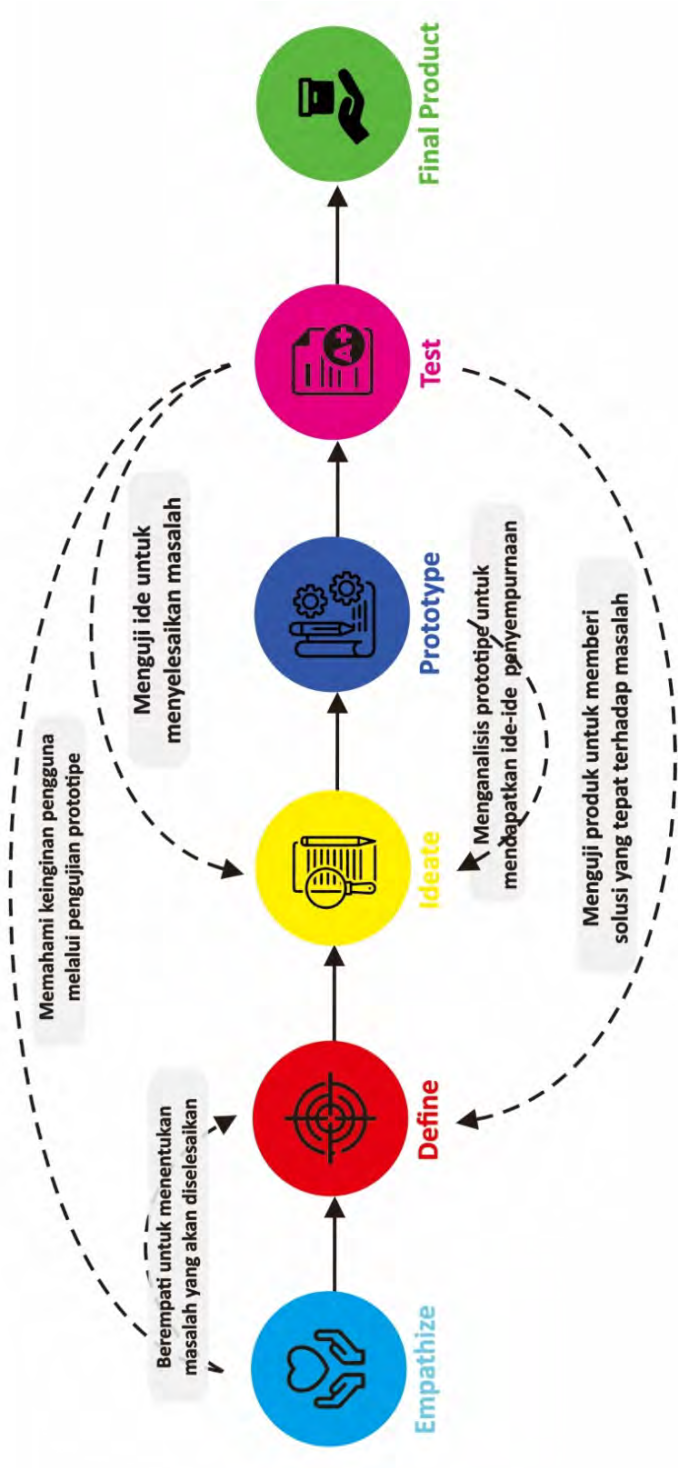 Memahami keinginan pengguna
melalui pengujian prototipe
Menguji ide untuk
menyelesaikan masalah
Berempati untuk menentukan
masalah yang akan diselesaikan
A+
Empathize
Define
Ideate
Prototype
Test
Final Product
Menganalisis prototipe untuk
mendapatkan ide-ide penyempurnaan
Menguji produk untuk memberi
solusi yang tepat terhadap masalah